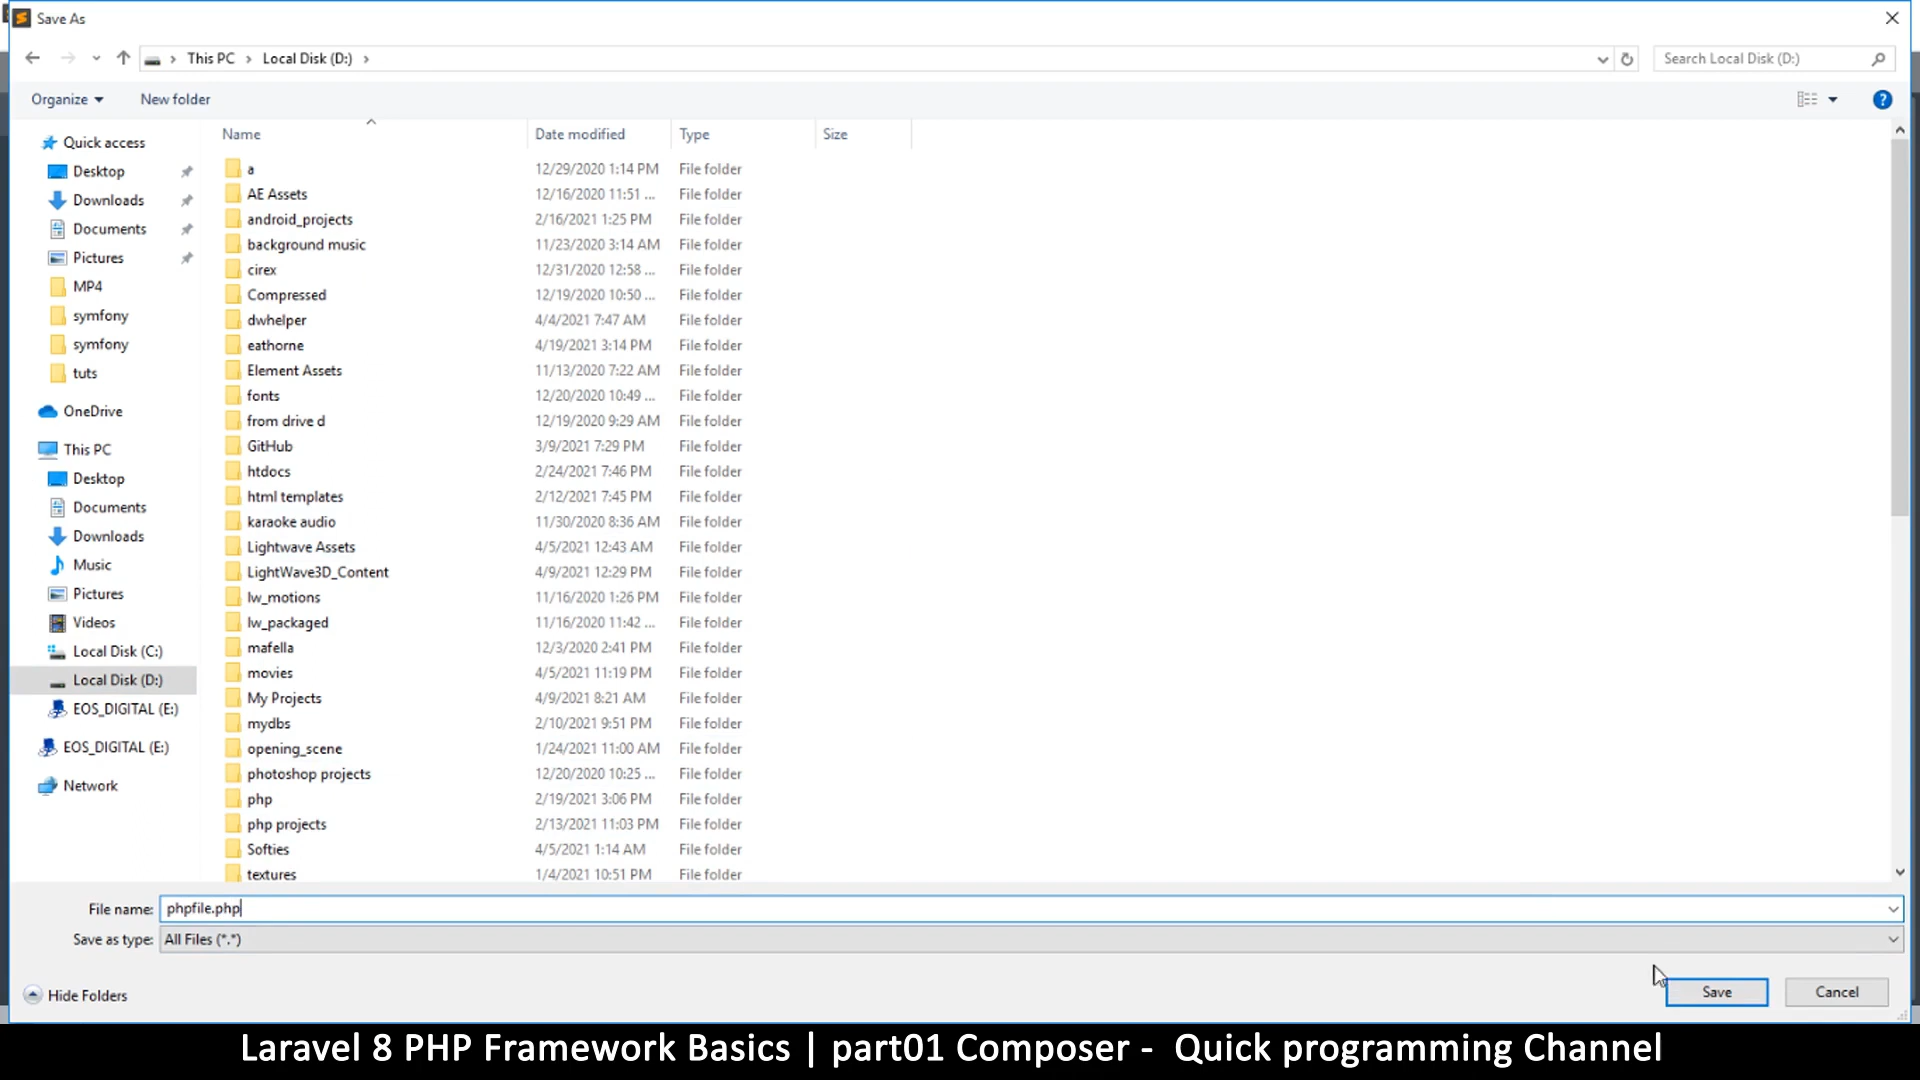 Save As
This PC > Local Disk (D:) >
Search Local Disk (D:)
Organize
New folder
Quick access
Desktop
Downloads
Documents
Pictures
MP4
symfony
symfony
tuts
OneDrive
This PC
Desktop
Documents
Downloads
Music
Pictures
Videos
Local Disk (C:)
Local Disk (D:)
EOS_DIGITAL (E:)
EOS_DIGITAL (E:)
Network
Name Date modified Type Size
a 12/29/2020 1:14 PM File folder
AE Assets 12/16/2020 11:51 ... File folder
android_projects 2/16/2021 1:25 PM File folder
background music 11/23/2020 3:14 AM File folder
cirex 12/31/2020 12:58 ... File folder
Compressed 12/19/2020 10:50 ... File folder
dwhelper 4/4/2021 7:47 AM File folder
eathorne 4/19/2021 3:14 PM File folder
Element Assets 11/13/2020 7:22 AM File folder
fonts 12/20/2020 10:49 ... File folder
from drive d 12/19/2020 9:29 AM File folder
GitHub 3/9/2021 7:29 PM File folder
htdocs 2/24/2021 7:46 PM File folder
html templates 2/12/2021 7:45 PM File folder
karaoke audio 11/30/2020 8:36 AM File folder
Lightwave Assets 4/5/2021 12:43 AM File folder
LightWave3D_Content 4/9/2021 12:29 PM File folder
lw_motions 11/16/2020 1:26 PM File folder
lw_packaged 11/16/2020 11:42 ... File folder
mafella 12/3/2020 2:41 PM File folder
movies 4/5/2021 11:19 PM File folder
My Projects 4/9/2021 8:21 AM File folder
mydbs 2/10/2021 9:51 PM File folder
opening_scene 1/24/2021 11:00 AM File folder
photoshop projects 12/20/2020 10:25 ... File folder
php 2/19/2021 3:06 PM File folder
php projects 2/13/2021 11:03 PM File folder
Softies 4/5/2021 1:14 AM File folder
textures 1/4/2021 10:51 PM File folder
File name: phpfile.php
Save as type: All Files (*.*)
Hide Folders
Save
Cancel
Laravel 8 PHP Framework Basics | part01 Composer - Quick programming Channel